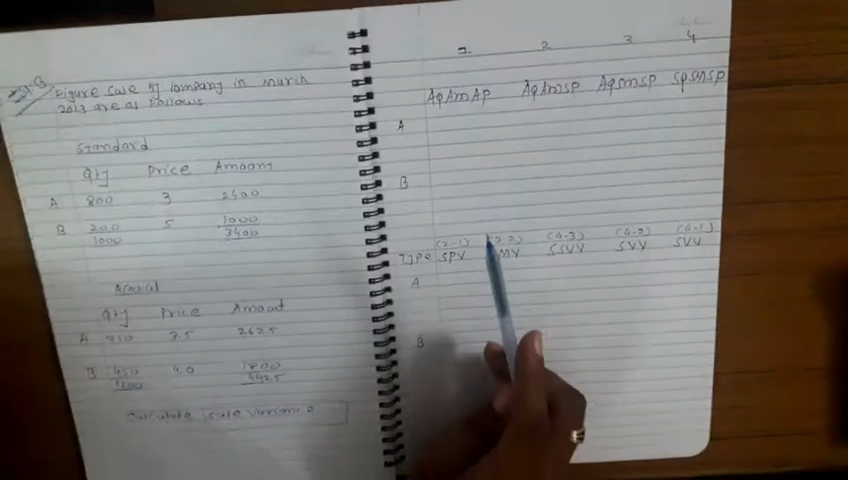 Figure Sale of Company in March
2013 are as follows
Standard
Qty Price Amount
A 800 3 2400
B 200 5 1000
1000 3400
Actual
Qty Price Amount
A 750 3.5 2625
B 450 4.0 1800
1200 4425
Calculate Sale Variance
1 2 3 4
AqAmAp AqAmSp AqSmSp SqSmSp
A
B
(2-1) (3-2) (4-3) (4-2) (4-1)
Type SPV MV SSVV SVV SVV
A
B